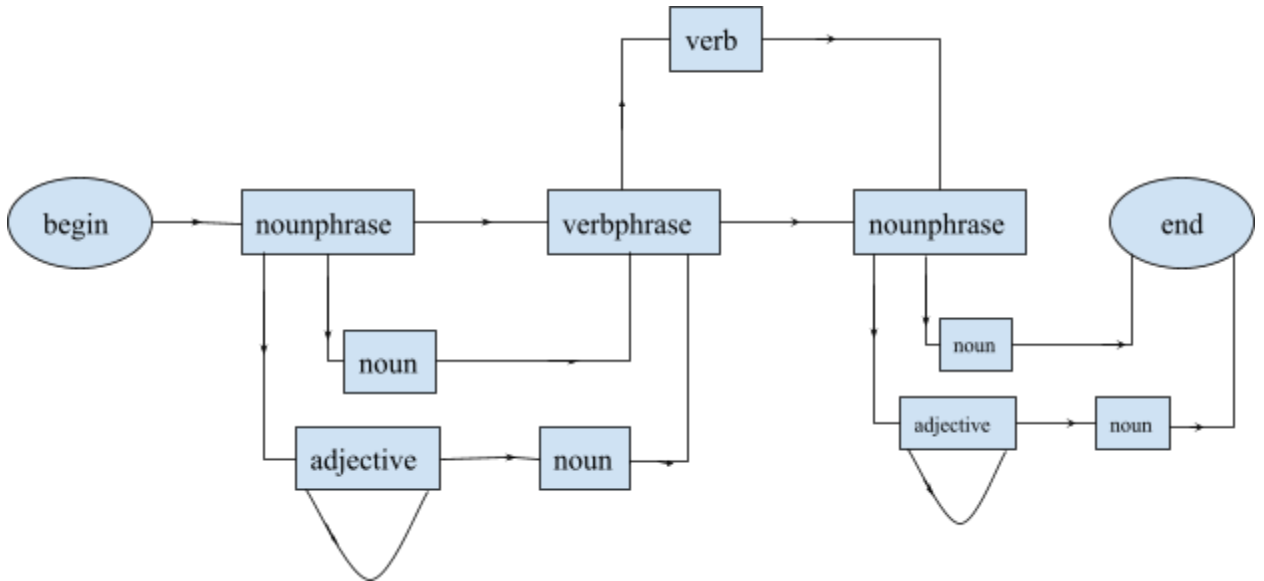 verb
begin
nounphrase
verbphrase
nounphrase
end
noun
noun
adjective
noun
adjective
noun